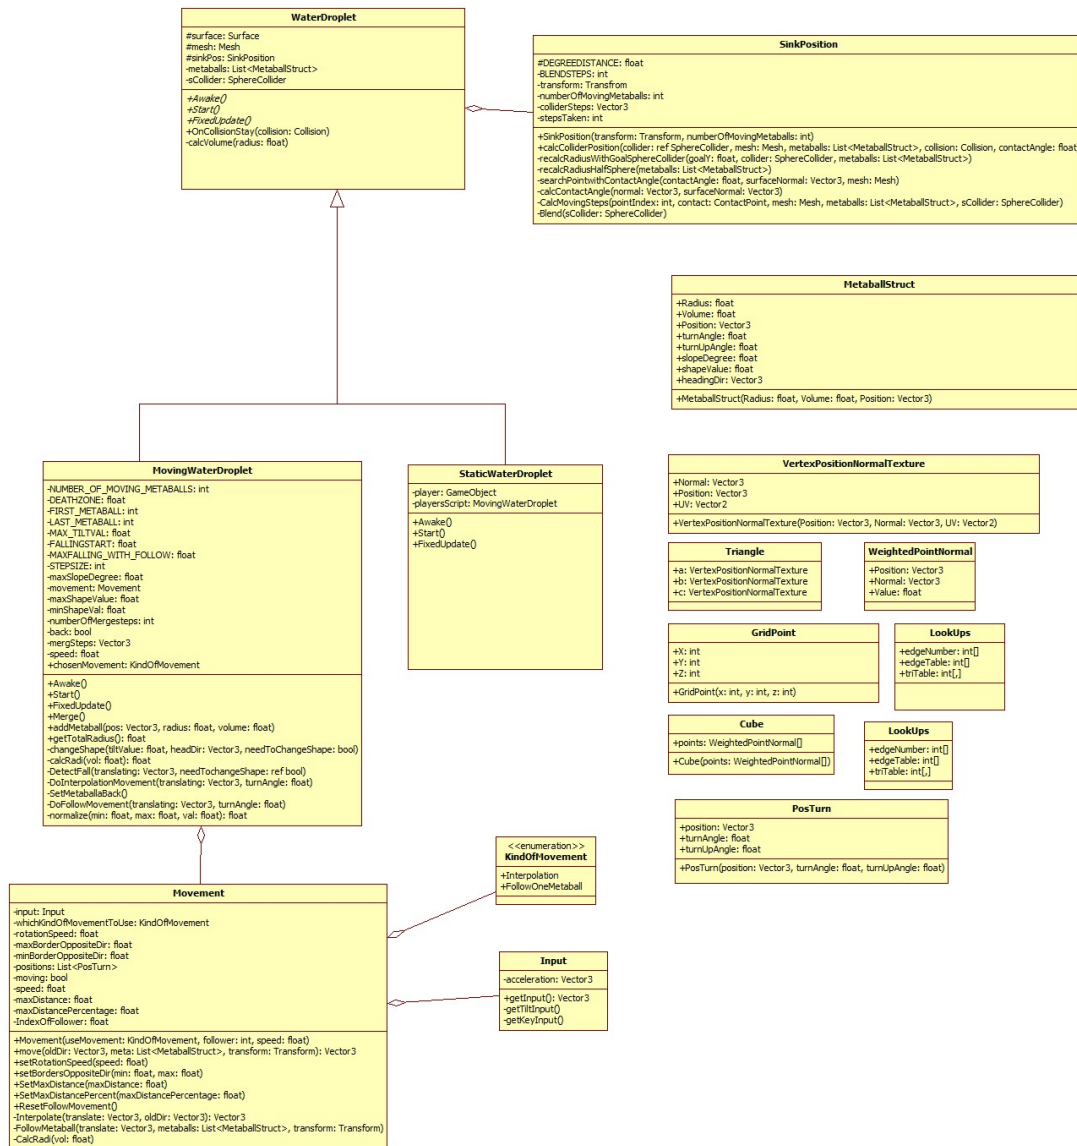 WaterDroplet
#surface: Surface
#mesh: Mesh
#sinkPos: SinkPosition
-metaballs: List<MetaballStruct>
-sCollider: SphereCollider
+Awake()
+Start()
+FixedUpdate()
+OnCollisionStay(collision: Collision)
-calcVolume(radius: float)
SinkPosition
#DEGREEDISTANCE: float
-BLENDSTEPS: int
-transform: Transfrom
-numberOfMovingMetaballs: int
-colliderSteps: Vector3
-stepsTaken: int
+SinkPosition(transform: Transform, numberOfMovingMetaballs: int)
+calcColliderPosition(collider: ref SphereCollider, mesh: Mesh, metaballs: List<MetaballStruct>, collision: Collision, contactAngle: float
-recalcRadiusWithGoalSphereCollider(goalY: float, collider: SphereCollider, metaballs: List<MetaballStruct>)
-recalcRadiusHalfSphere(metaballs: List<MetaballStruct>)
-searchPointwithContactAngle(contactAngle: float, surfaceNormal: Vector3, mesh: Mesh)
-calcContactAngle(normal: Vector3, surfaceNormal: Vector3)
-CalcMovingSteps(pointIndex: int, contact: ContactPoint, mesh: Mesh, metaballs: List<MetaballStruct>, sCollider: SphereCollider)
-Blend(sCollider: SphereCollider)
MetaballStruct
+Radius: float
+Volume: float
+Position: Vector3
+turnAngle: float
+turnUpAngle: float
+slopeDegree: float
+shapeValue: float
+headingDir: Vector3
+MetaballStruct(Radius: float, Volume: float, Position: Vector3)
MovingWaterDroplet
-NUMBER_OF_MOVING_METABALLS: int
-DEATHZONE: float
-FIRST_METABALL: int
-LAST_METABALL: int
-MAX_TILTVAL: float
-FALLINGSTART: float
-MAXFALLING_WITH_FOLLOW: float
-STEPSIZE: int
-maxSlopeDegree: float
-movement: Movement
-maxShapeValue: float
-minShapeVal: float
-numberOfMergesteps: int
-back: bool
-mergSteps: Vector3
-speed: float
+chosenMovement: KindOfMovement
+Awake()
+Start()
+FixedUpdate()
+Merge()
+addMetaball(pos: Vector3, radius: float, volume: float)
+getTotalRadius(): float
-changeShape(tiltValue: float, headDir: Vector3, needToChangeShape: bool)
-calcRadi(vol: float): float
-DetectFall(translating: Vector3, needTochangeShape: ref bool)
-DoInterpolationMovement(translating: Vector3, turnAngle: float)
-SetMetaballaBack()
-DoFollowMovement(translating: Vector3, turnAngle: float)
-normalize(min: float, max: float, val: float): float
StaticWaterDroplet
-player: GameObject
-playersScript: MovingWaterDroplet
+Awake()
+Start()
+FixedUpdate()
VertexPositionNormalTexture
+Normal: Vector3
+Position: Vector3
+UV: Vector2
+VertexPositionNormalTexture(Position: Vector3, Normal: Vector3, UV: Vector2)
Triangle
+a: VertexPositionNormalTexture
+b: VertexPositionNormalTexture
+c: VertexPositionNormalTexture
WeightedPointNormal
+Position: Vector3
+Normal: Vector3
+Value: float
GridPoint
+X: int
+Y: int
+Z: int
+GridPoint(x: int, y: int, z: int)
LookUps
+edgeNumber: int[]
+edgeTable: int[]
+triTable: int[,]
Cube
+points: WeightedPointNormal[]
+Cube(points: WeightedPointNormal[])
LookUps
+edgeNumber: int[]
+edgeTable: int[]
+triTable: int[,]
PosTurn
+position: Vector3
+turnAngle: float
+turnUpAngle: float
+PosTurn(position: Vector3, turnAngle: float, turnUpAngle: float)
<<enumeration>>
KindOfMovement
+Interpolation
+FollowOneMetaball
Movement
-input: Input
-whichKindOfMovementToUse: KindOfMovement
-rotationSpeed: float
-maxBorderOppositeDir: float
-minBorderOppositeDir: float
-positions: List<PosTurn>
-moving: bool
-speed: float
-maxDistance: float
-maxDistancePercentage: float
-IndexOfFollower: float
+Movement(useMovement: KindOfMovement, follower: int, speed: float)
+move(oldDir: Vector3, meta: List<MetaballStruct>, transform: Transform): Vector3
+setRotationSpeed(speed: float)
+setBordersOppositeDir(min: float, max: float)
+SetMaxDistance(maxDistance: float)
+SetMaxDistancePercent(maxDistancePercentage: float)
+ResetFollowMovement()
-Interpolate(translate: Vector3, oldDir: Vector3): Vector3
-FollowMetaball(translate: Vector3, metaballs: List<MetaballStruct>, transform: Transform)
-CalcRadi(vol: float)
Input
-acceleration: Vector3
+getInput(): Vector3
-getTiltInput()
-getKeyInput()